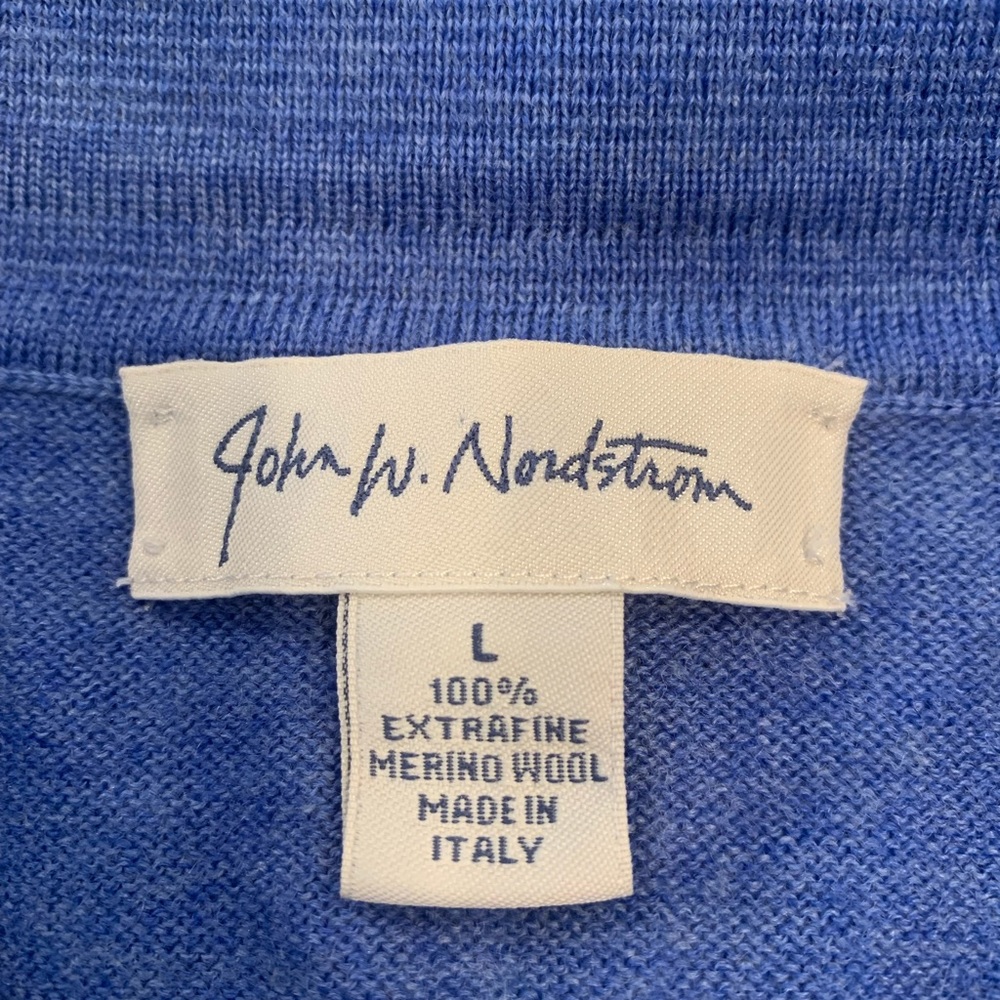 John W. Nordstrom
L
100%
EXTRAFINE
MERINO WOOL
MADE IN
ITALY